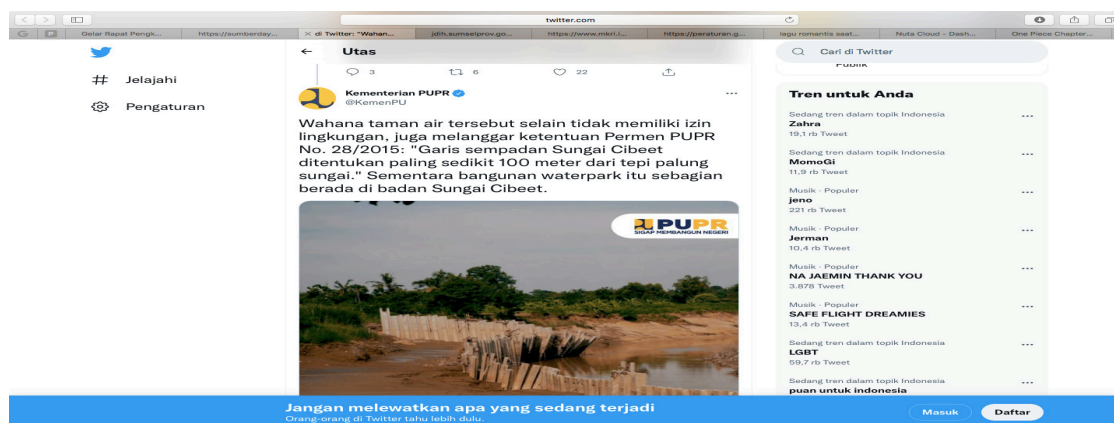 twitter.com
G
P
Gelar Rapat Pengk...
https://sumberday...
di Twitter: "Wahan...
jdih.sumselprov.go...
https://www.mkri.i...
https://peraturan.g...
lagu romantis saat...
Nuta Cloud - Dash...
One Piece Chapter...
Jelajahi
Pengaturan
Utas
3
6
22
Kementerian PUPR
@KemenPU
Wahana taman air tersebut selain tidak memiliki izin
lingkungan, juga melanggar ketentuan Permen PUPR
No. 28/2015: "Garis sempadan Sungai Cibeet
ditentukan paling sedikit 100 meter dari tepi palung
sungai." Sementara bangunan waterpark itu sebagian
berada di badan Sungai Cibeet.
PUPR
SIGAP MEMBANGUN NEGERI
Cari di Twitter
Tren untuk Anda
Sedang tren dalam topik Indonesia
Zahra
19,1 rb Tweet
Sedang tren dalam topik Indonesia
MomoGi
11,9 rb Tweet
Musik · Populer
jeno
221 rb Tweet
Musik · Populer
Jerman
10,4 rb Tweet
Musik · Populer
NA JAEMIN THANK YOU
3.878 Tweet
Musik · Populer
SAFE FLIGHT DREAMIES
13,4 rb Tweet
Sedang tren dalam topik Indonesia
LGBT
59,7 rb Tweet
Sedang tren dalam topik Indonesia
puan untuk indonesia
Jangan melewatkan apa yang sedang terjadi
Orang-orang di Twitter tahu lebih dulu.
Masuk
Daftar